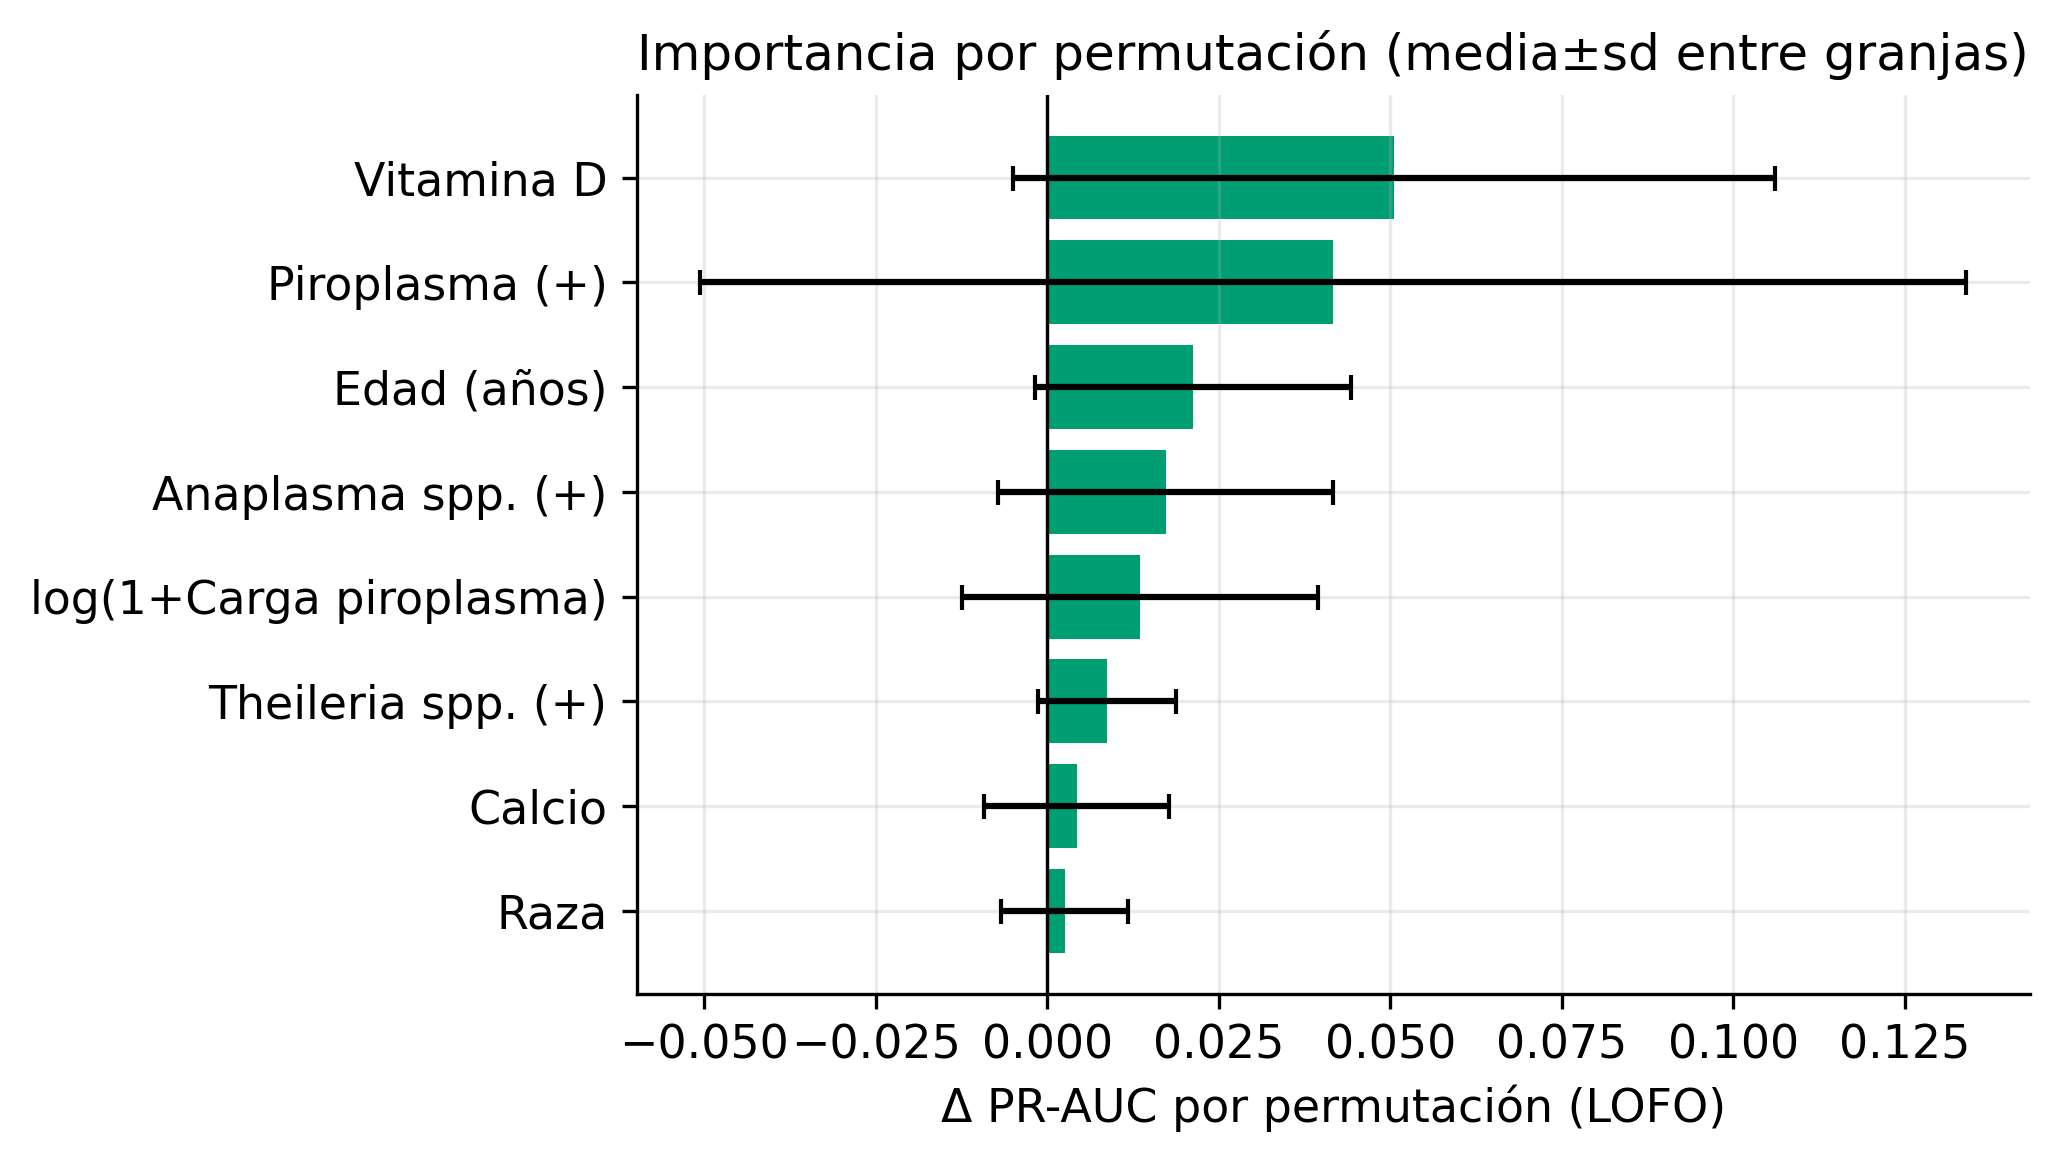 Importancia por permutación (media±sd entre granjas)
Vitamina D
Piroplasma (+)
Edad (años)
Anaplasma spp. (+)
log(1+Carga piroplasma)
Theileria spp. (+)
Calcio
Raza
−0.050 −0.025 0.000 0.025 0.050 0.075 0.100 0.125
Δ PR-AUC por permutación (LOFO)